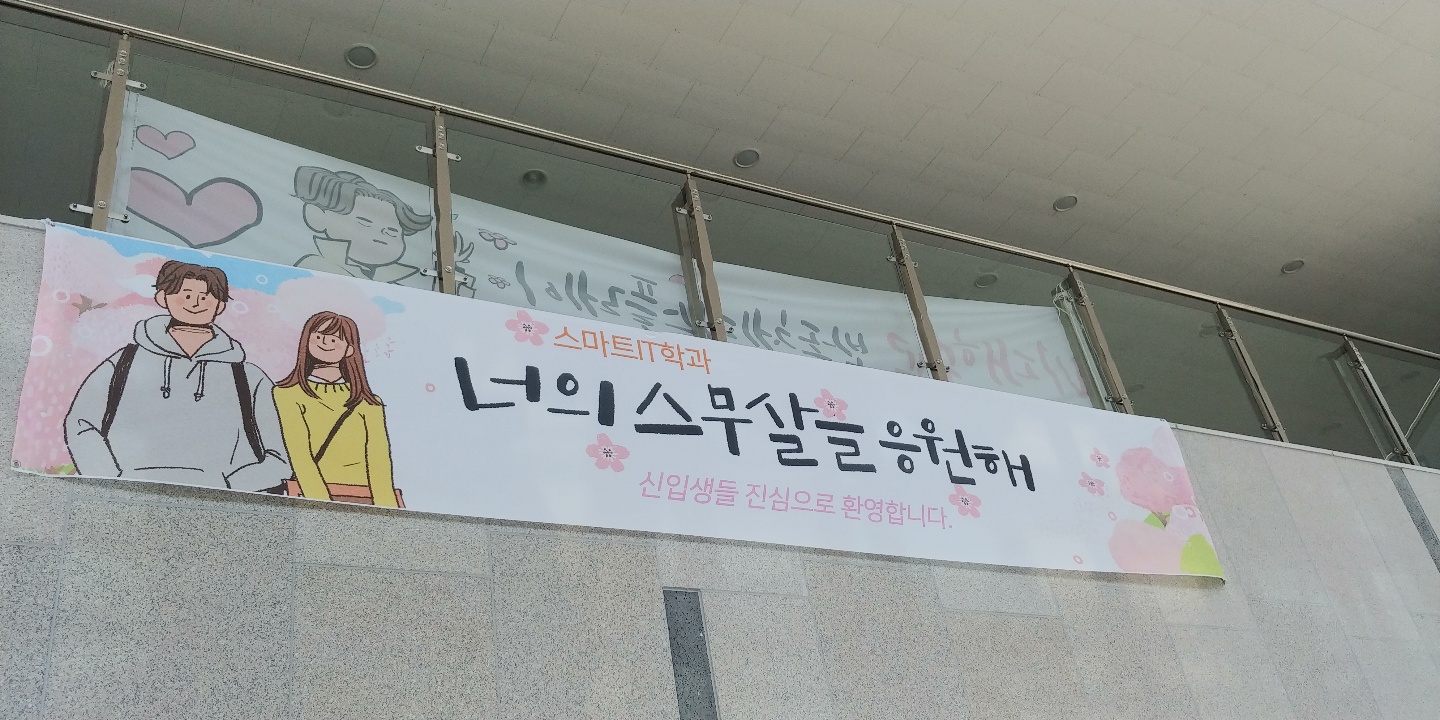 스마트IT학과
너의 스무살을 응원해
신입생들 진심으로 환영합니다.